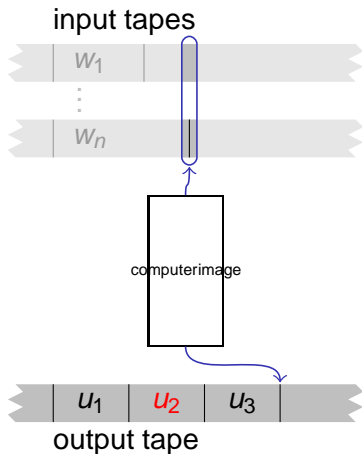 input tapes
w1
⋮
wn
computerimage
u1 u2 u3
output tape